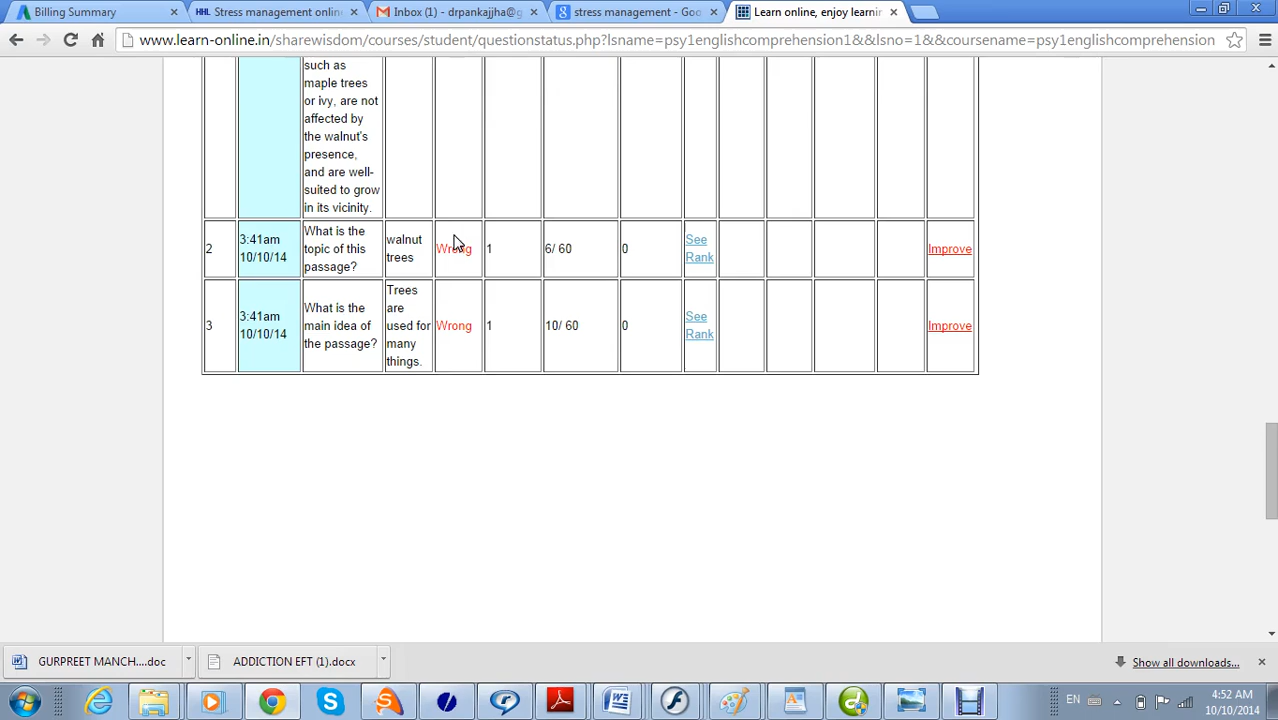 Billing Summary
HHL Stress management online
Inbox (1) - drpankajjha@g
stress management - Goo
Learn online, enjoy learnin
www.learn-online.in/sharewisdom/courses/student/questionstatus.php?lsname=psy1englishcomprehension1&&lsno=1&&coursename=psy1englishcomprehension
such as
maple trees
or ivy, are not
affected by
the walnut's
presence,
and are well-
suited to grow
in its vicinity.
2
3:41am
10/10/14
What is the
topic of this
passage?
walnut
trees
Wrong
1
6/ 60
0
See
Rank
Improve
3
3:41am
10/10/14
What is the
main idea of
the passage?
Trees
are
used for
many
things.
Wrong
1
10/ 60
0
See
Rank
Improve
GURPREET MANCH....doc
ADDICTION EFT (1).docx
Show all downloads...
EN
4:52 AM
10/10/2014